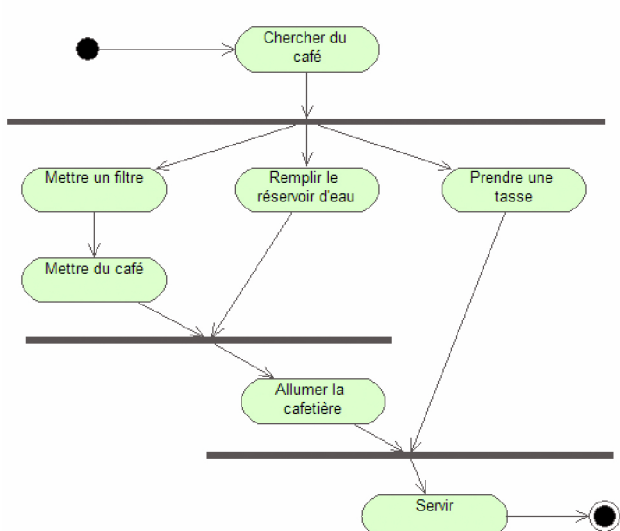 Chercher du
café
Mettre un filtre
Remplir le
réservoir d'eau
Prendre une
tasse
Mettre du café
Allumer la
cafetière
Servir